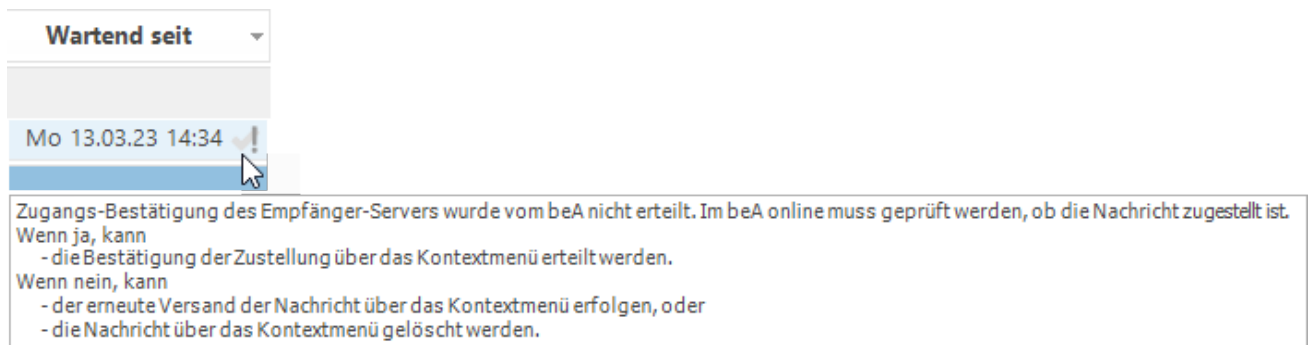 Wartend seit
Mo 13.03.23 14:34
Zugangs-Bestätigung des Empfänger-Servers wurde vom beA nicht erteilt. Im beA online muss geprüft werden, ob die Nachricht zugestellt ist.
Wenn ja, kann
- die Bestätigung der Zustellung über das Kontextmenü erteilt werden.
Wenn nein, kann
- der erneute Versand der Nachricht über das Kontextmenü erfolgen, oder
- die Nachricht über das Kontextmenü gelöscht werden.